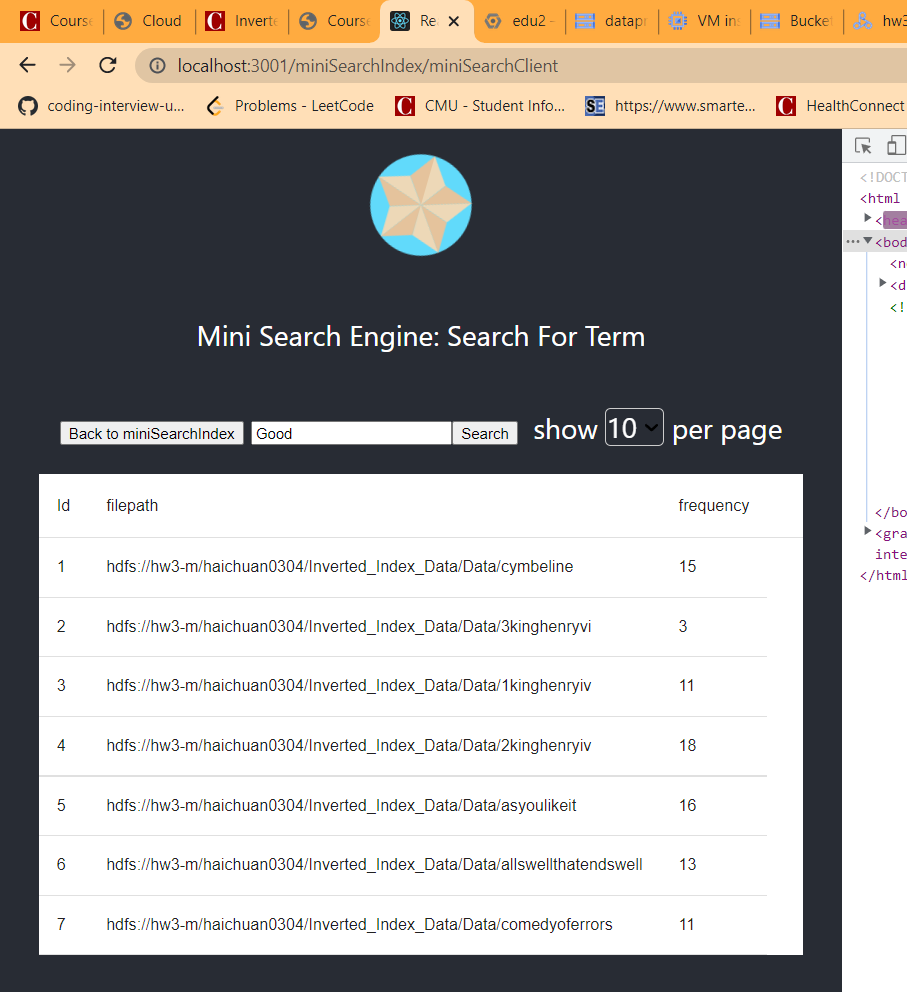 Course Cloud Inverte Course Re edu2 - datapr VM ins Bucket hw3
localhost:3001/miniSearchIndex/miniSearchClient
coding-interview-u... Problems - LeetCode CMU - Student Info... https://www.smarte... HealthConnect
<!DOCT
<html
<hea
<bod
<n
<d
<!
</bo
<gra
inte
</html
Mini Search Engine: Search For Term
Back to miniSearchIndex Good Search show 10 per page
Id filepath frequency
1 hdfs://hw3-m/haichuan0304/Inverted_Index_Data/Data/cymbeline 15
2 hdfs://hw3-m/haichuan0304/Inverted_Index_Data/Data/3kinghenryvi 3
3 hdfs://hw3-m/haichuan0304/Inverted_Index_Data/Data/1kinghenryiv 11
4 hdfs://hw3-m/haichuan0304/Inverted_Index_Data/Data/2kinghenryiv 18
5 hdfs://hw3-m/haichuan0304/Inverted_Index_Data/Data/asyoulikeit 16
6 hdfs://hw3-m/haichuan0304/Inverted_Index_Data/Data/allswellthatendswell 13
7 hdfs://hw3-m/haichuan0304/Inverted_Index_Data/Data/comedyoferrors 11